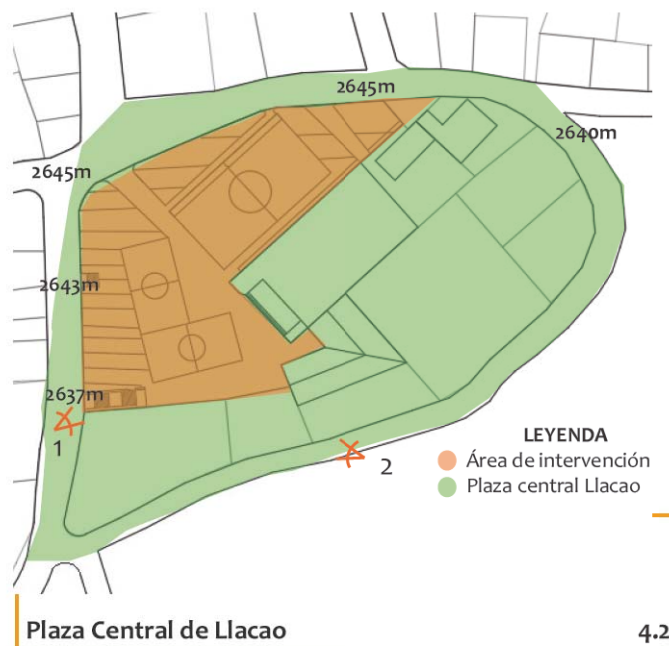 2645m
2640m
2645m
2643m
2637m
1
2
LEYENDA
Área de intervención
Plaza central Llacao
Plaza Central de Llacao
4.2